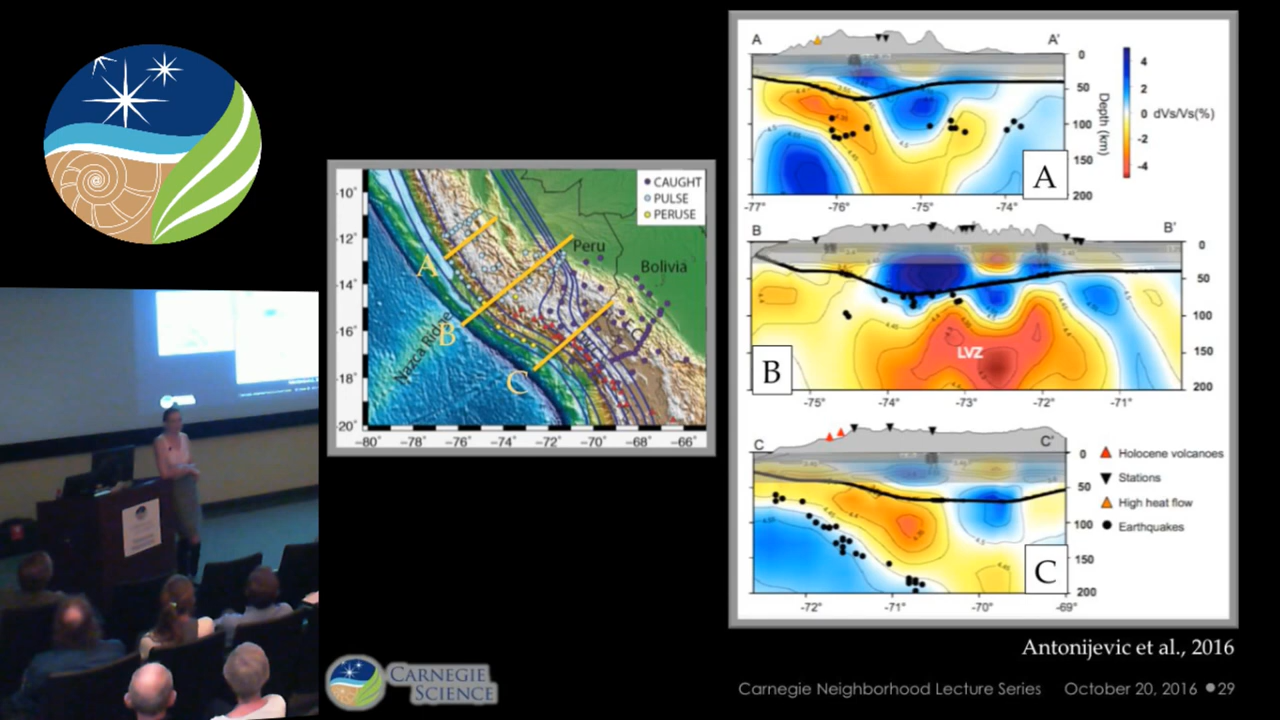 -10°
-12°
-14°
-16°
-18°
-20°
-80°
-78°
-76°
-74°
-72°
-70°
-68°
-66°
CAUGHT
PULSE
PERUSE
Peru
Bolivia
Nazca Ridge
A
B
C
A
A'
0
50
100
150
200
Depth (km)
4
2
0
-2
-4
dVs/Vs(%)
A
-77°
-76°
-75°
-74°
B
B'
0
50
100
150
200
LVZ
B
-75°
-74°
-73°
-72°
-71°
C
C'
0
50
100
150
200
C
-72°
-71°
-70°
-69°
Holocene volcanoes
Stations
High heat flow
Earthquakes
Antonijevic et al., 2016
CARNEGIE
SCIENCE
Carnegie Neighborhood Lecture Series October 20, 2016 29